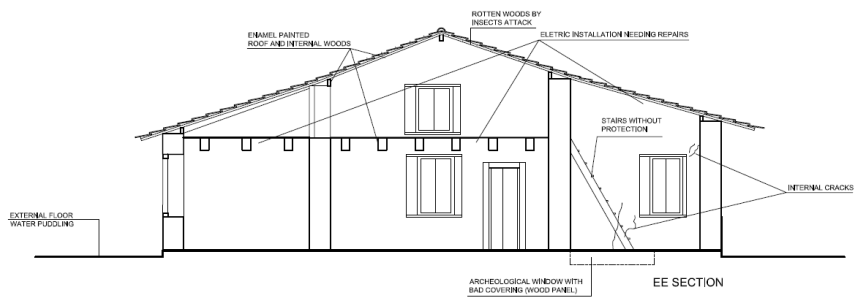 ROTTEN WOODS BY
INSECTS ATTACK
ENAMEL PAINTED
ROOF AND INTERNAL WOODS
ELETRIC INSTALLATION NEEDING REPAIRS
STAIRS WITHOUT
PROTECTION
INTERNAL CRACKS
EXTERNAL FLOOR
WATER PUDDLING
ARCHEOLOGICAL WINDOW WITH
BAD COVERING (WOOD PANEL)
EE SECTION